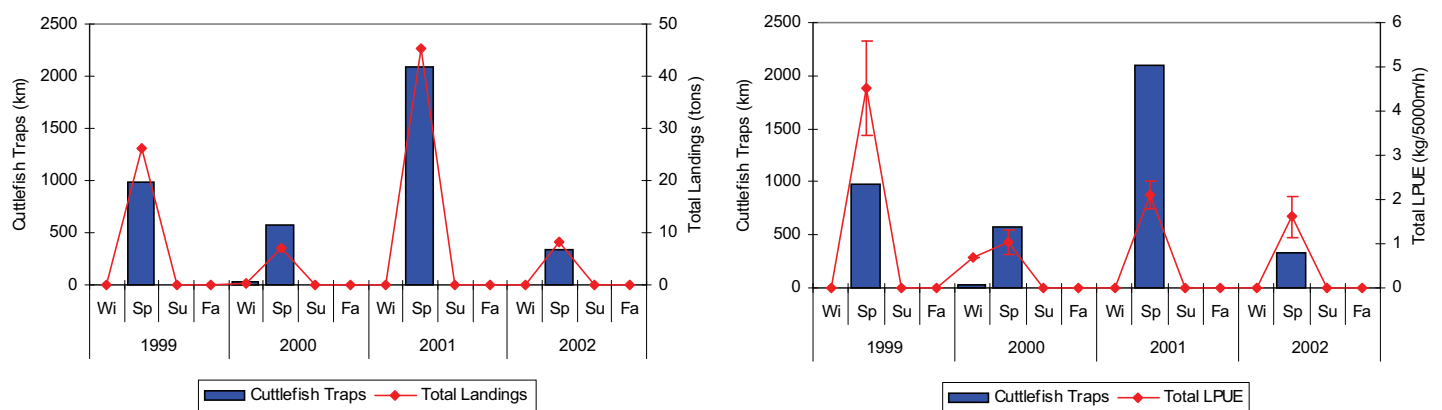 2500
2000
1500
1000
500
0
Cuttlefish Traps (km)
50
40
30
20
10
0
Total Landings (tons)
Wi Sp Su Fa Wi Sp Su Fa Wi Sp Su Fa Wi Sp Su Fa
1999 2000 2001 2002
Cuttlefish Traps Total Landings
2500
2000
1500
1000
500
0
Cuttlefish Traps (km)
6
5
4
3
2
1
0
Total LPUE (kg/5000m/h)
Wi Sp Su Fa Wi Sp Su Fa Wi Sp Su Fa Wi Sp Su Fa
1999 2000 2001 2002
Cuttlefish Traps Total LPUE